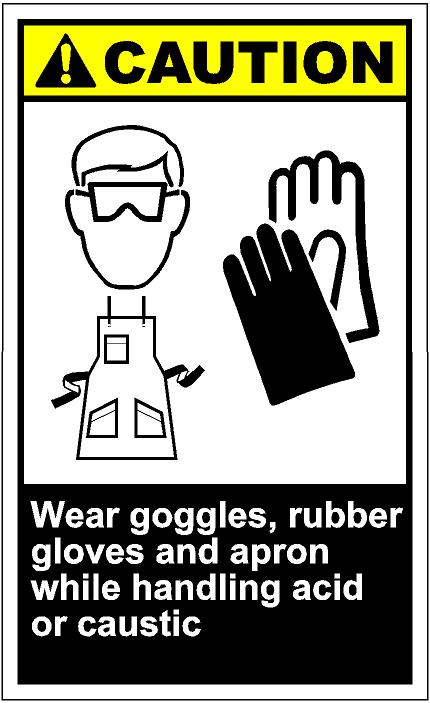 CAUTION
Wear goggles, rubber
gloves and apron
while handling acid
or caustic